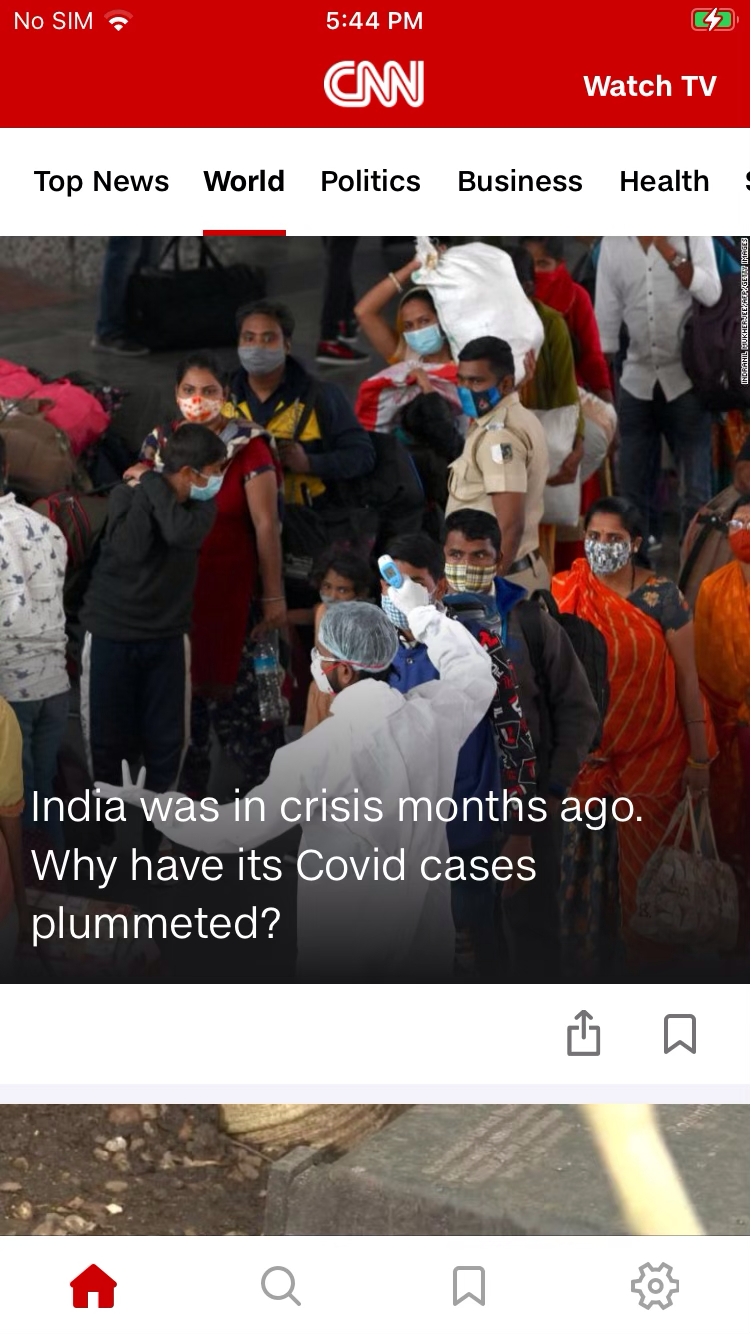 No SIM
5:44 PM
CNN
Watch TV
Top News
World
Politics
Business
Health
INDRANIL MUKHERJEE/AFP/GETTY IMAGES
India was in crisis months ago.
Why have its Covid cases
plummeted?